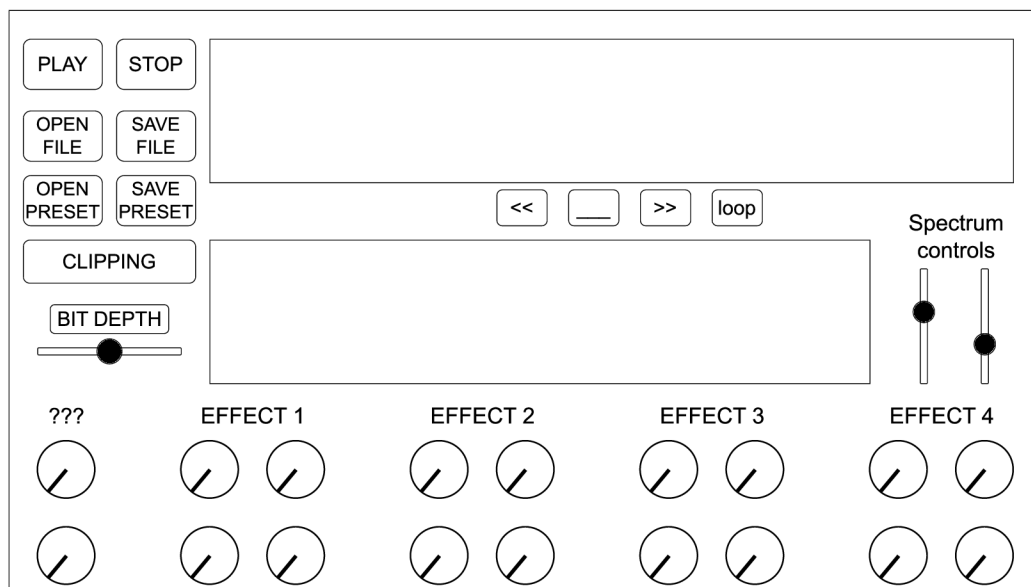 PLAY
STOP
OPEN
FILE
SAVE
FILE
OPEN
PRESET
SAVE
PRESET
<<
___
>>
loop
Spectrum
controls
CLIPPING
BIT DEPTH
???
EFFECT 1
EFFECT 2
EFFECT 3
EFFECT 4